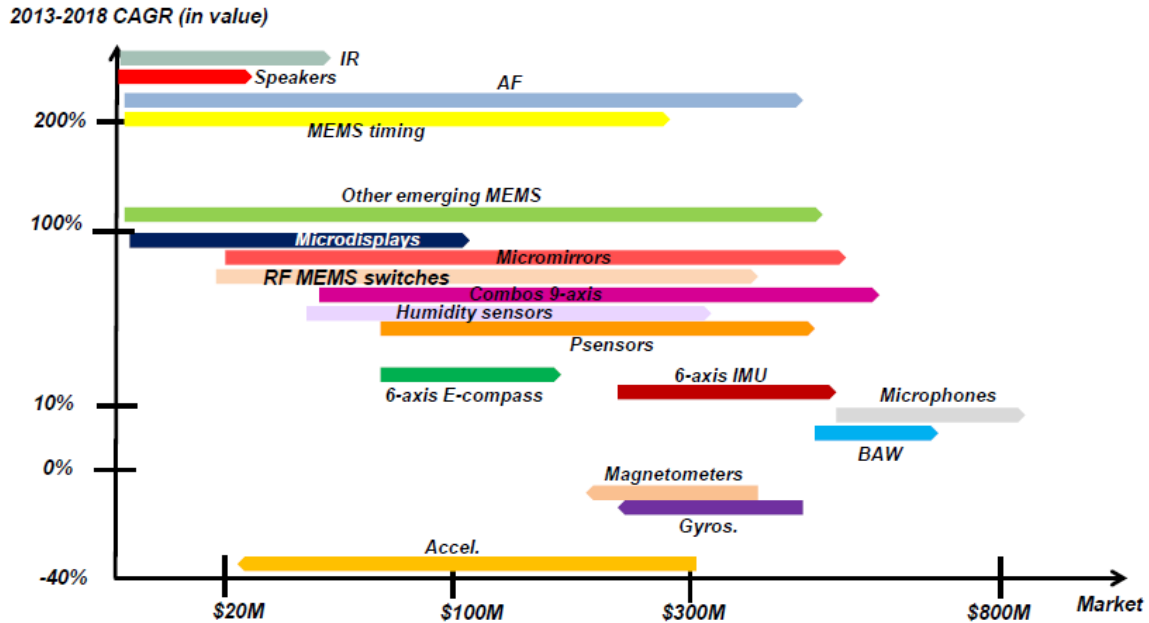 2013-2018 CAGR (in value)
IR
Speakers
AF
200%
MEMS timing
Other emerging MEMS
100%
Microdisplays
Micromirrors
RF MEMS switches
Combos 9-axis
Humidity sensors
Psensors
6-axis IMU
6-axis E-compass
Microphones
10%
BAW
0%
Magnetometers
Gyros.
Accel.
-40%
$20M
$100M
$300M
$800M
Market